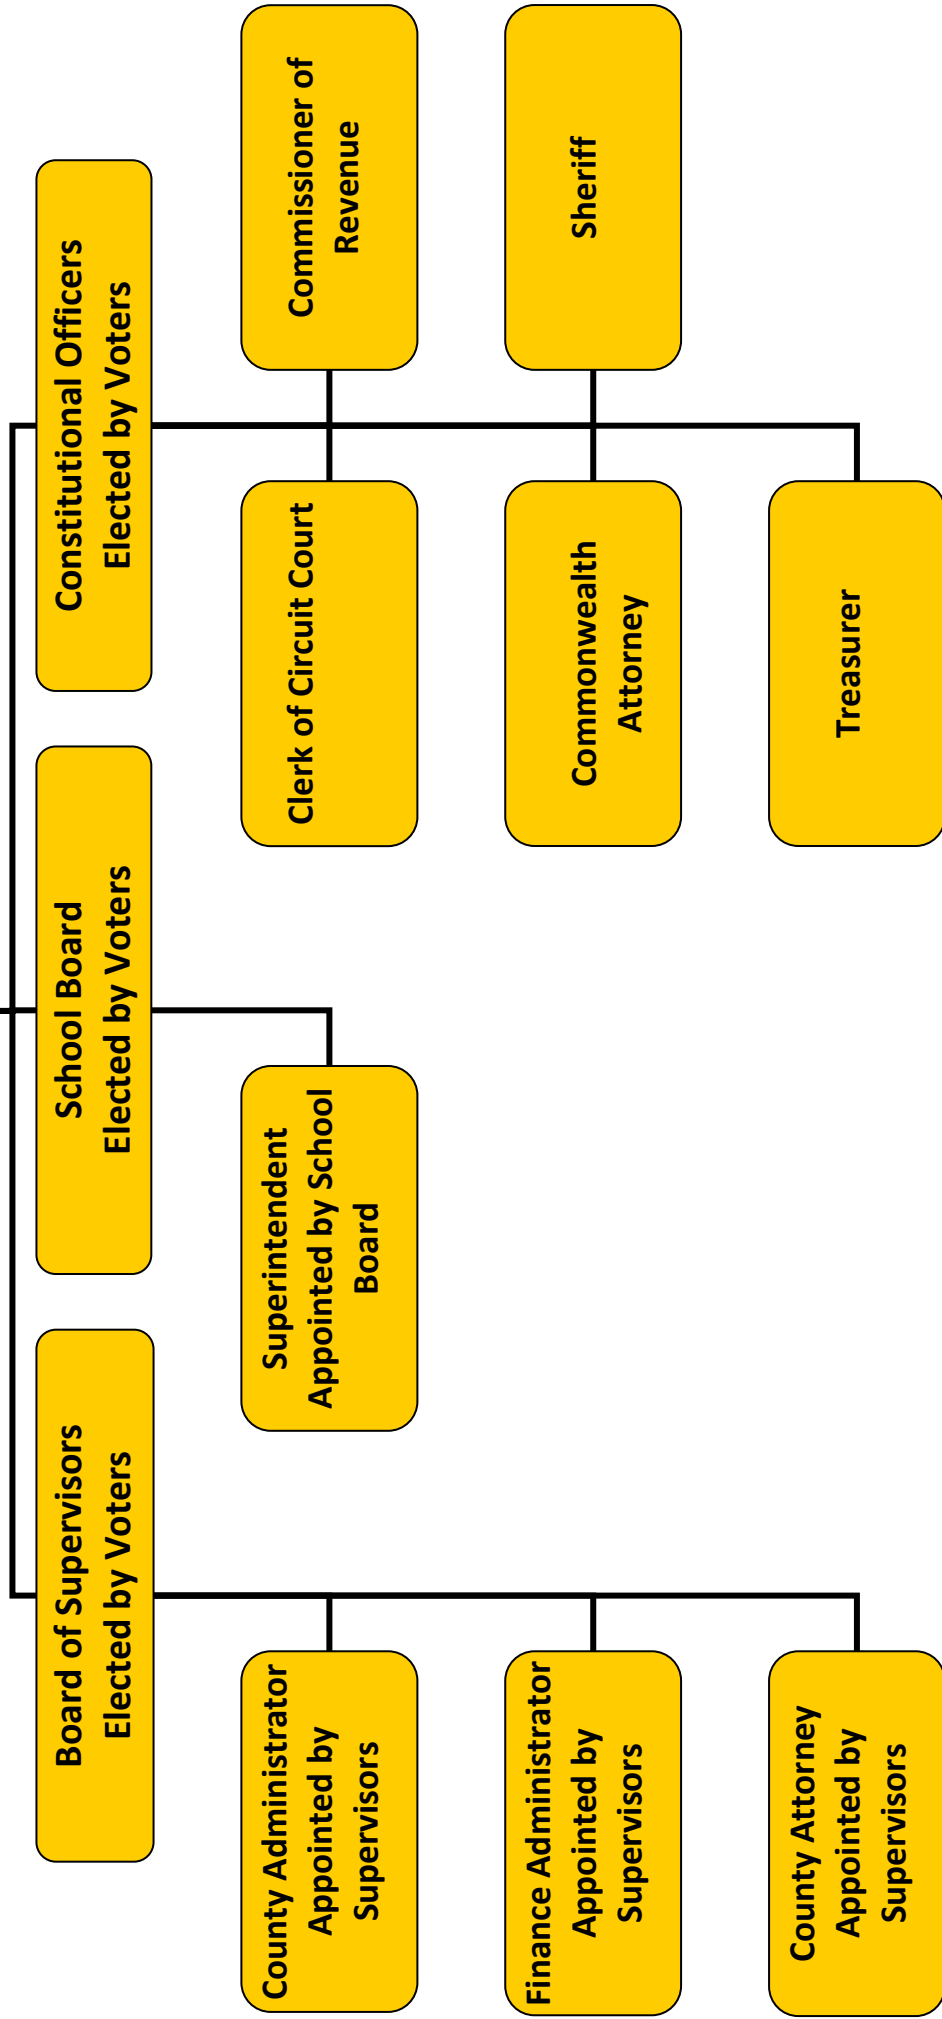 Board of Supervisors
Elected by Voters
School Board
Elected by Voters
Constitutional Officers
Elected by Voters
County Administrator
Appointed by
Supervisors
Superintendent
Appointed by School
Board
Clerk of Circuit Court
Commissioner of
Revenue
Finance Administrator
Appointed by
Supervisors
Commonwealth
Attorney
Sheriff
County Attorney
Appointed by
Supervisors
Treasurer